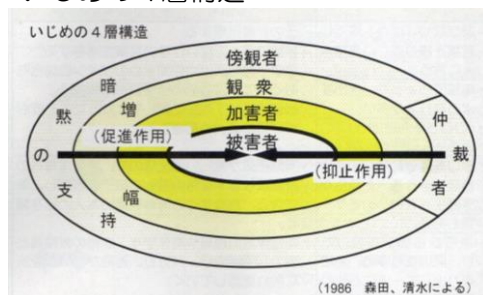 いじめの4層構造
傍観者
観衆
加害者
被害者
暗黙の支持
増幅
(促進作用)
(抑止作用)
仲裁者
(1986 森田、清水による)